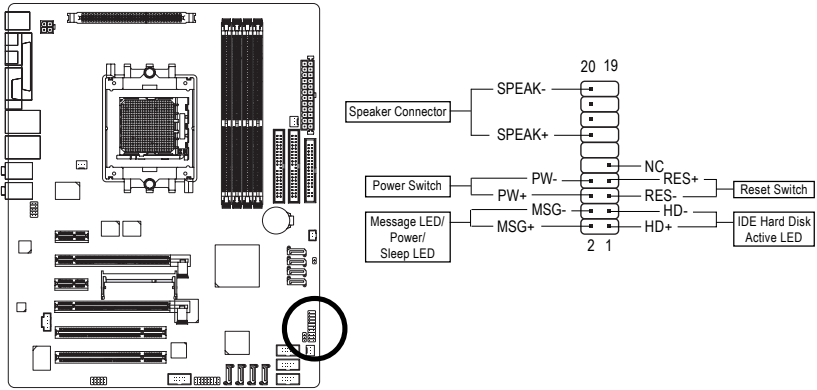 20 19
SPEAK-
Speaker Connector
SPEAK+
NC
PW-
RES+
Power Switch
Reset Switch
PW+
RES-
MSG-
HD-
Message LED/
Power/
Sleep LED
IDE Hard Disk
Active LED
MSG+
HD+
2 1